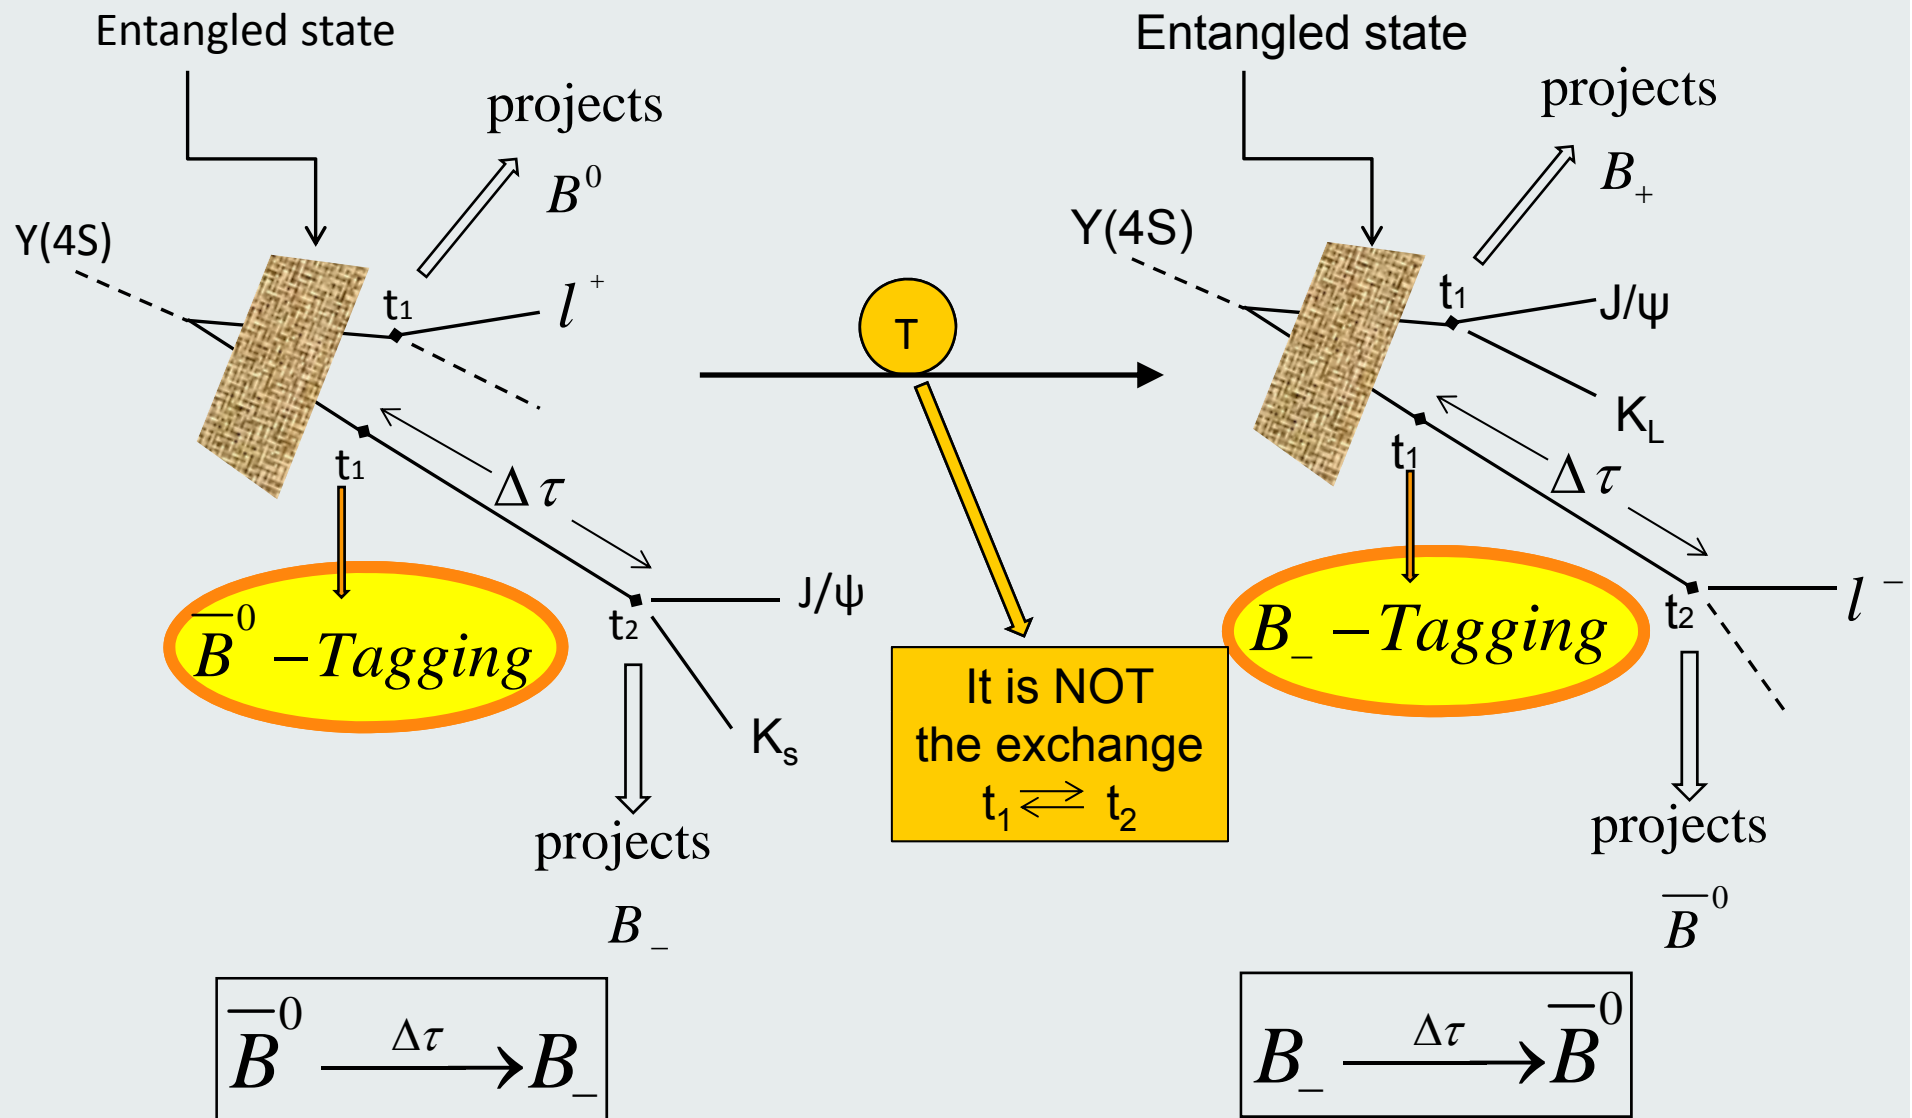 Entangled state
projects
B⁰
Y(4S)
t₁
l⁺
t₁
Δτ
B̅⁰ – Tagging
t₂
J/ψ
Kₛ
projects
B₋
B̅⁰ —Δτ→ B₋
T
It is NOT
the exchange
t₁ ⇄ t₂
Entangled state
projects
B₊
Y(4S)
t₁
J/ψ
K_L
t₁
Δτ
B₋ – Tagging
t₂
l⁻
projects
B̅⁰
B₋ —Δτ→ B̅⁰